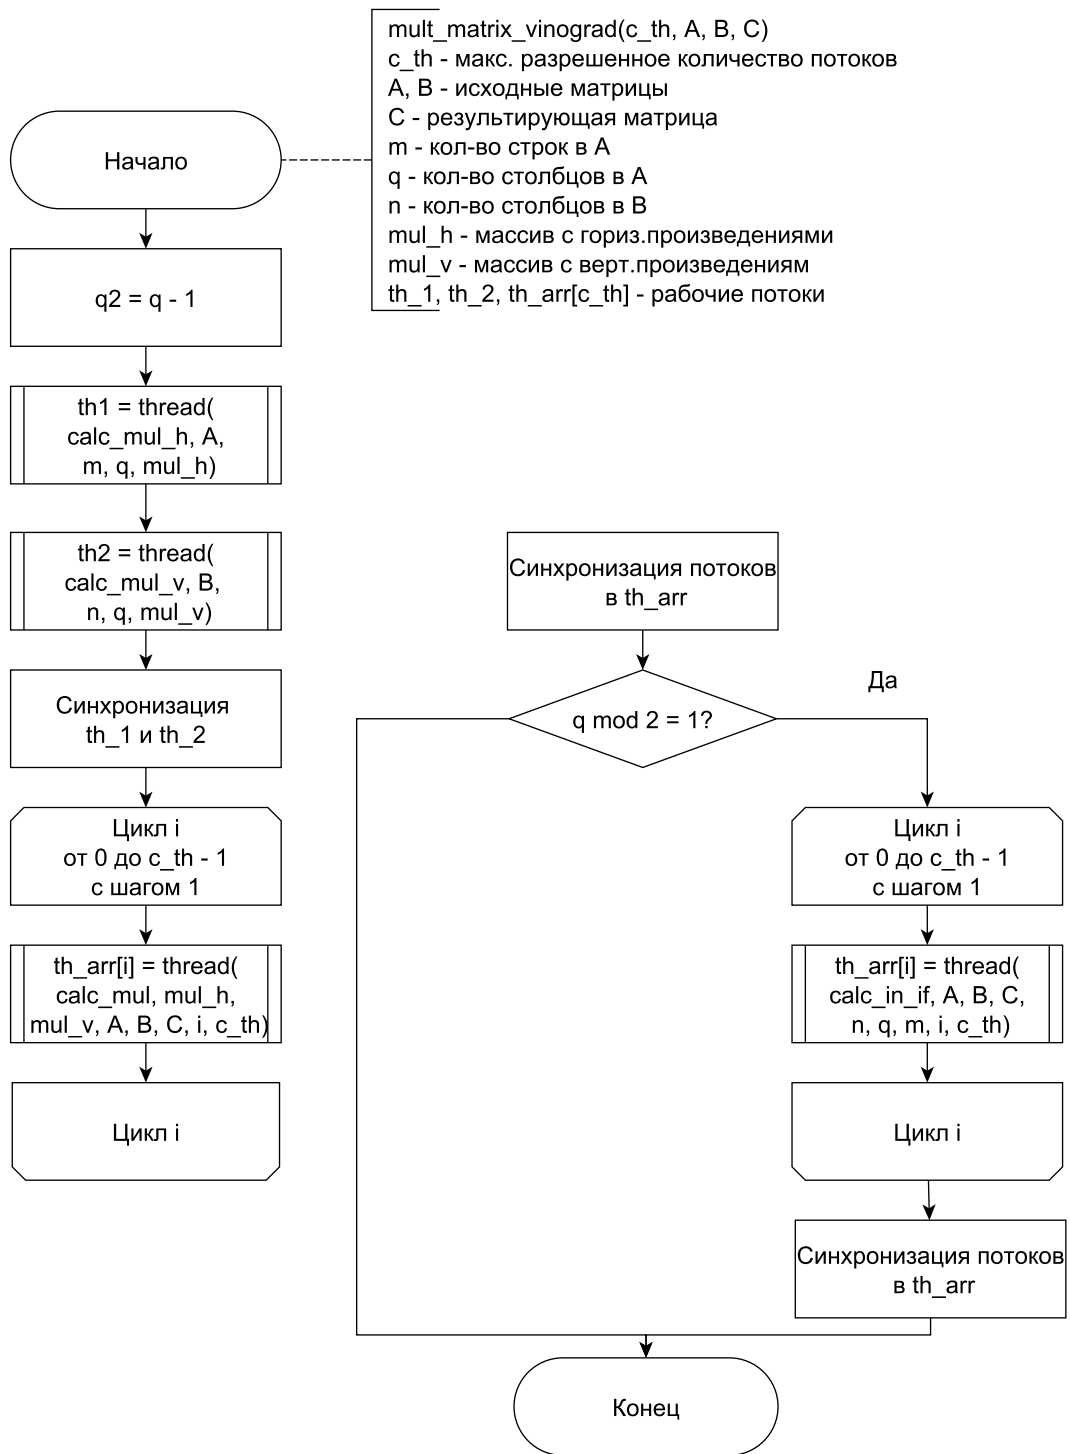 mult_matrix_vinograd(c_th, A, B, C)
c_th - макс. разрешенное количество потоков
A, B - исходные матрицы
C - результирующая матрица
m - кол-во строк в A
q - кол-во столбцов в A
n - кол-во столбцов в B
mul_h - массив с гориз.произведениями
mul_v - массив с верт.произведениям
th_1, th_2, th_arr[c_th] - рабочие потоки
Начало
q2 = q - 1
th1 = thread(
calc_mul_h, A,
m, q, mul_h)
th2 = thread(
calc_mul_v, B,
n, q, mul_v)
Синхронизация
th_1 и th_2
Цикл i
от 0 до c_th - 1
с шагом 1
th_arr[i] = thread(
calc_mul, mul_h,
mul_v, A, B, C, i, c_th)
Цикл i
Синхронизация потоков
в th_arr
q mod 2 = 1?
Да
Цикл i
от 0 до c_th - 1
с шагом 1
th_arr[i] = thread(
calc_in_if, A, B, C,
n, q, m, i, c_th)
Цикл i
Синхронизация потоков
в th_arr
Конец